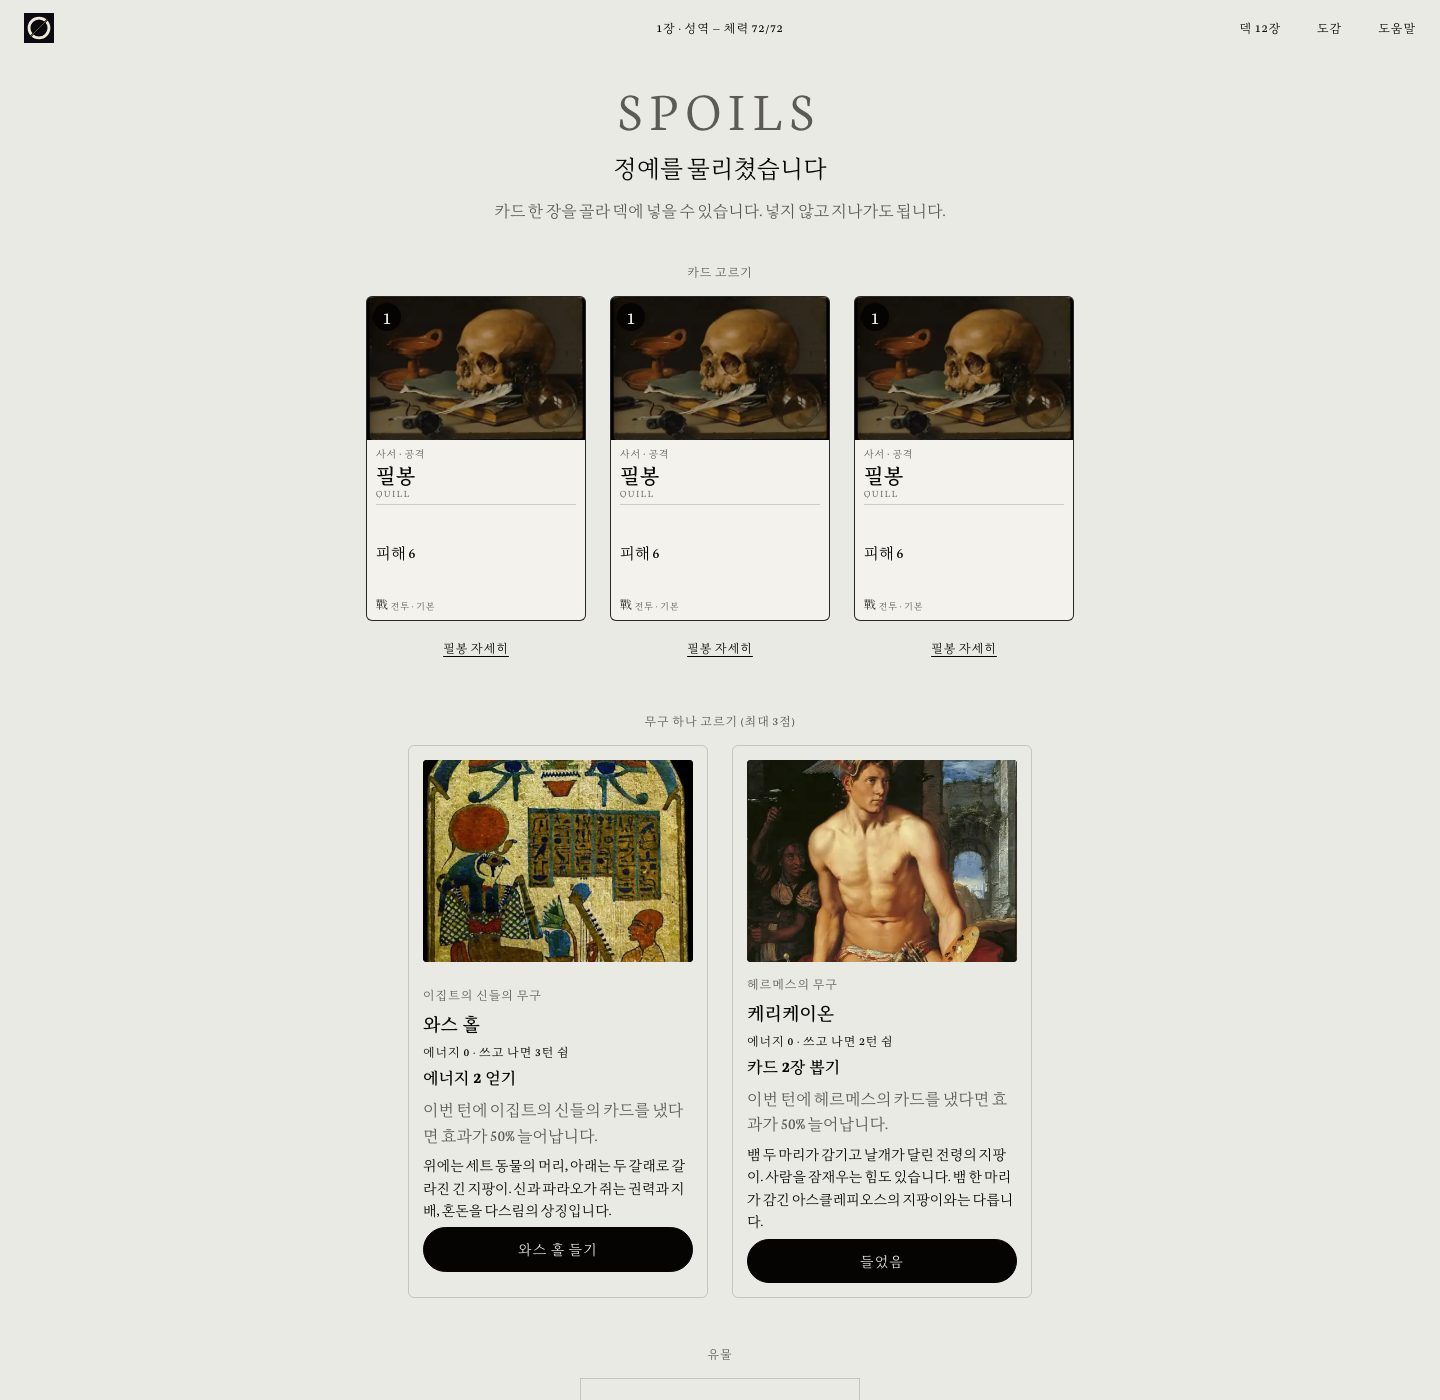 1장 · 성역 – 체력 72/72
덱 12장
도감
도움말
SPOILS
정예를 물리쳤습니다
카드 한 장을 골라 덱에 넣을 수 있습니다. 넣지 않고 지나가도 됩니다.
카드 고르기
1
사서 · 공격
필봉
QUILL
피해 6
戰 전투 · 기본
필봉 자세히
1
사서 · 공격
필봉
QUILL
피해 6
戰 전투 · 기본
필봉 자세히
1
사서 · 공격
필봉
QUILL
피해 6
戰 전투 · 기본
필봉 자세히
무구 하나 고르기 (최대 3점)
이집트의 신들의 무구
와스 홀
에너지 0 · 쓰고 나면 3턴 쉼
에너지 2 얻기
이번 턴에 이집트의 신들의 카드를 냈다
면 효과가 50% 늘어납니다.
위에는 세트 동물의 머리, 아래는 두 갈래로 갈
라진 긴 지팡이. 신과 파라오가 쥐는 권력과 지
배, 혼돈을 다스림의 상징입니다.
와스 홀 들기
헤르메스의 무구
케리케이온
에너지 0 · 쓰고 나면 2턴 쉼
카드 2장 뽑기
이번 턴에 헤르메스의 카드를 냈다면 효
과가 50% 늘어납니다.
뱀 두 마리가 감기고 날개가 달린 전령의 지팡
이. 사람을 잠재우는 힘도 있습니다. 뱀 한 마리
가 감긴 아스클레피오스의 지팡이와는 다릅니
다.
들었음
유물